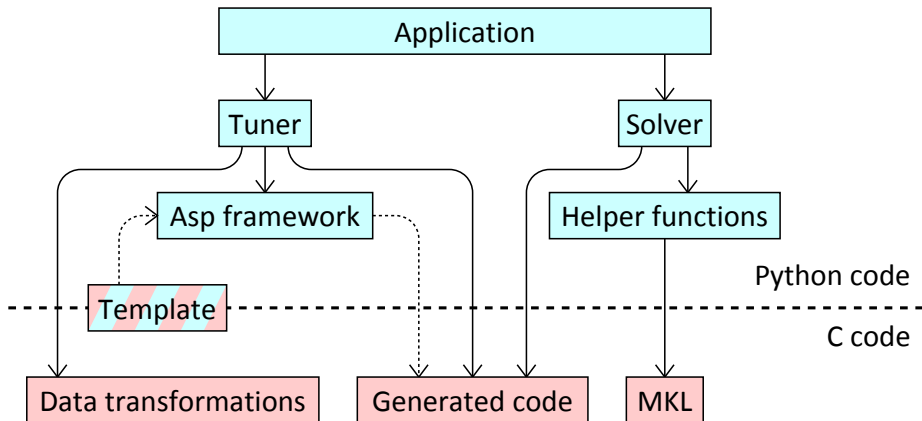 Application
Tuner
Solver
Asp framework
Helper functions
Python code
Template
C code
Data transformations
Generated code
MKL